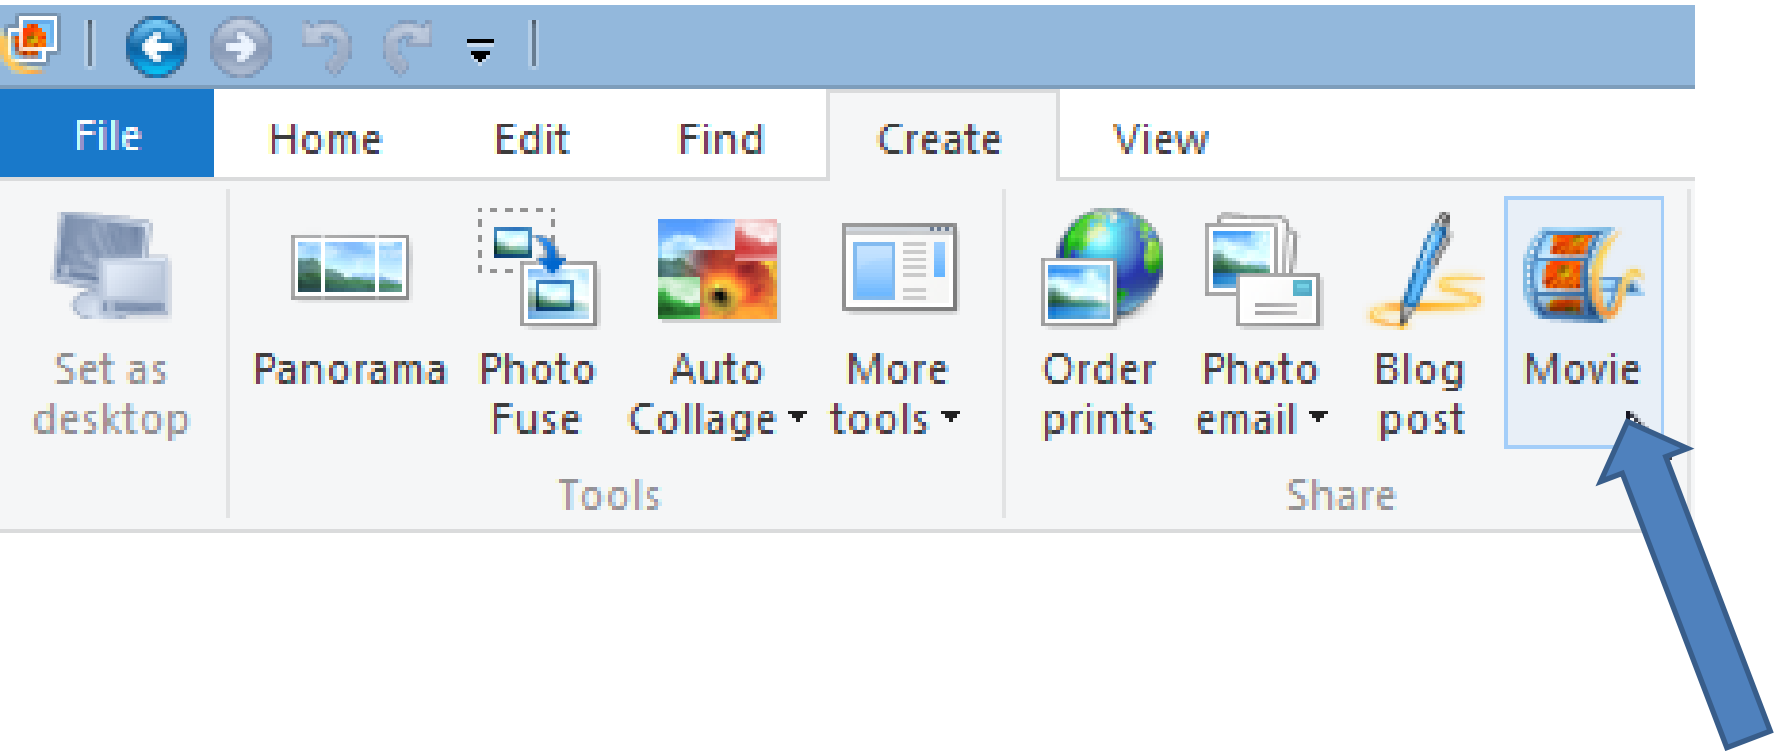 File Home Edit Find Create View
Set as desktop
Panorama
Photo Fuse
Auto Collage
More tools
Order prints
Photo email
Blog post
Movie
Tools
Share